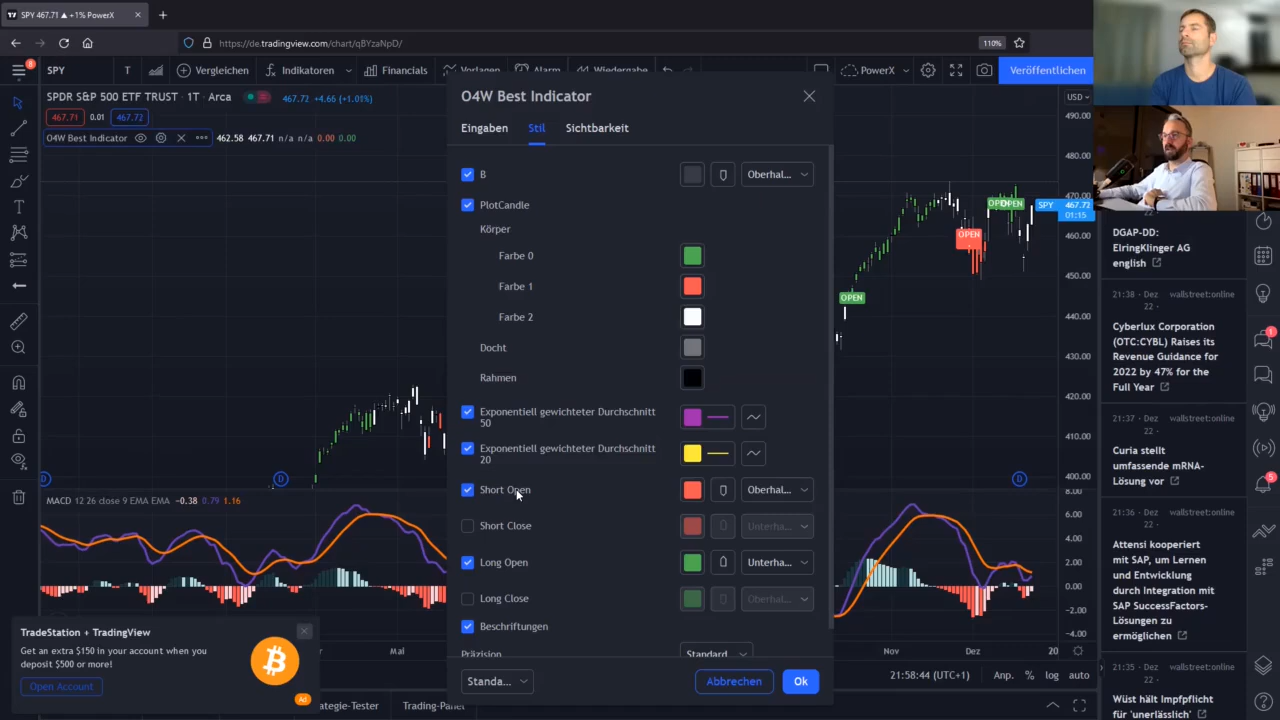 SPY 467.71 ▲ +1% PowerX
https://de.tradingview.com/chart/qBYzaNpD/
110%
8
SPY
T
Vergleichen
Indikatoren
Financials
Vorlagen
Alarm
Wiedergabe
PowerX
Veröffentlichen
SPDR S&P 500 ETF TRUST · 1T · Arca
467.72 +4.66 (+1.01%)
467.71
0.01
467.72
O4W Best Indicator
462.58 467.71 n/a n/a 0.00 0.00
O4W Best Indicator
Eingaben
Stil
Sichtbarkeit
B
Oberhal...
PlotCandle
Körper
Farbe 0
Farbe 1
Farbe 2
Docht
Rahmen
Exponentiell gewichteter Durchschnitt
50
Exponentiell gewichteter Durchschnitt
20
Short Open
Oberhal...
Short Close
Unterha...
Long Open
Unterha...
Long Close
Oberhal...
Beschriftungen
Präzision
Standard
Standa...
Abbrechen
Ok
OPEN
OPEN
OPEN
USD
490.00
480.00
470.00
SPY 467.72
01:15
460.00
450.00
440.00
430.00
420.00
410.00
400.00
D
D
D
MACD 12 26 close 9 EMA EMA −0.38 0.79 1.16
8.00
6.00
4.00
2.00
0.00
−2.00
−4.00
Mai
Nov
Dez
20
TradeStation + TradingView
Get an extra $150 in your account when you
deposit $500 or more!
Open Account
Ad
21:58:44 (UTC+1)
Anp.
%
log
auto
ategie-Tester
Trading-Panel
DGAP-DD:
ElringKlinger AG
english
21:38 · Dez
22 ·
wallstreet:online
Cyberlux Corporation
(OTC:CYBL) Raises its
Revenue Guidance for
2022 by 47% for the
Full Year
21:37 · Dez
22 ·
wallstreet:online
Curia stellt
umfassende mRNA-
Lösung vor
21:36 · Dez
22 ·
wallstreet:online
Attensi kooperiert
mit SAP, um Lernen
und Entwicklung
durch Integration mit
SAP SuccessFactors-
Lösungen zu
ermöglichen
21:35 · Dez
22 ·
wallstreet:online
Wüst hält Impfpflicht
für 'unerlässlich'
1
5